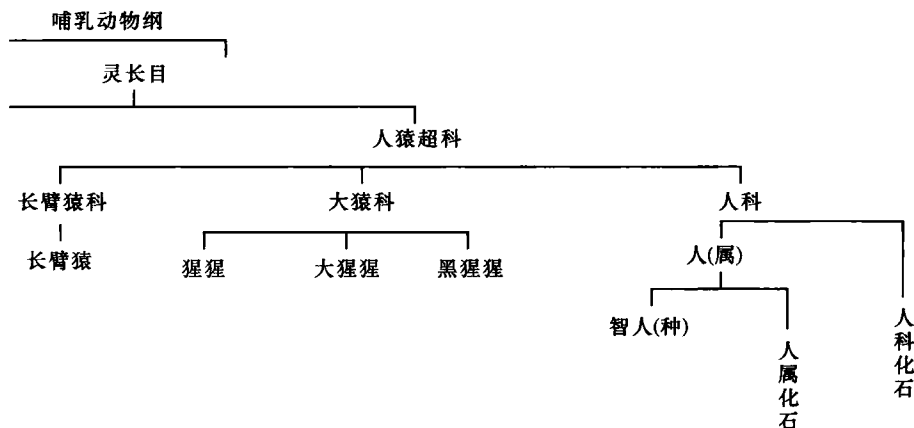 哺乳动物纲
灵长目
人猿超科
长臂猿科
大猿科
人科
长臂猿
猩猩
大猩猩
黑猩猩
人(属)
智人(种)
人属化石
人科化石